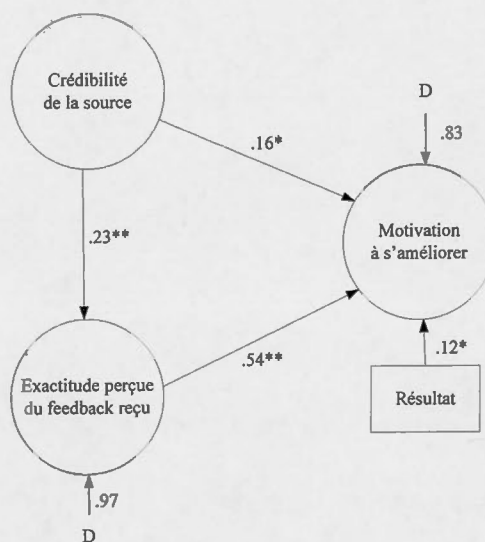 Crédibilité
de la source
D
.83
.16*
Motivation
à s'améliorer
.23**
.54**
.12*
Exactitude perçue
du feedback reçu
Résultat
.97
D